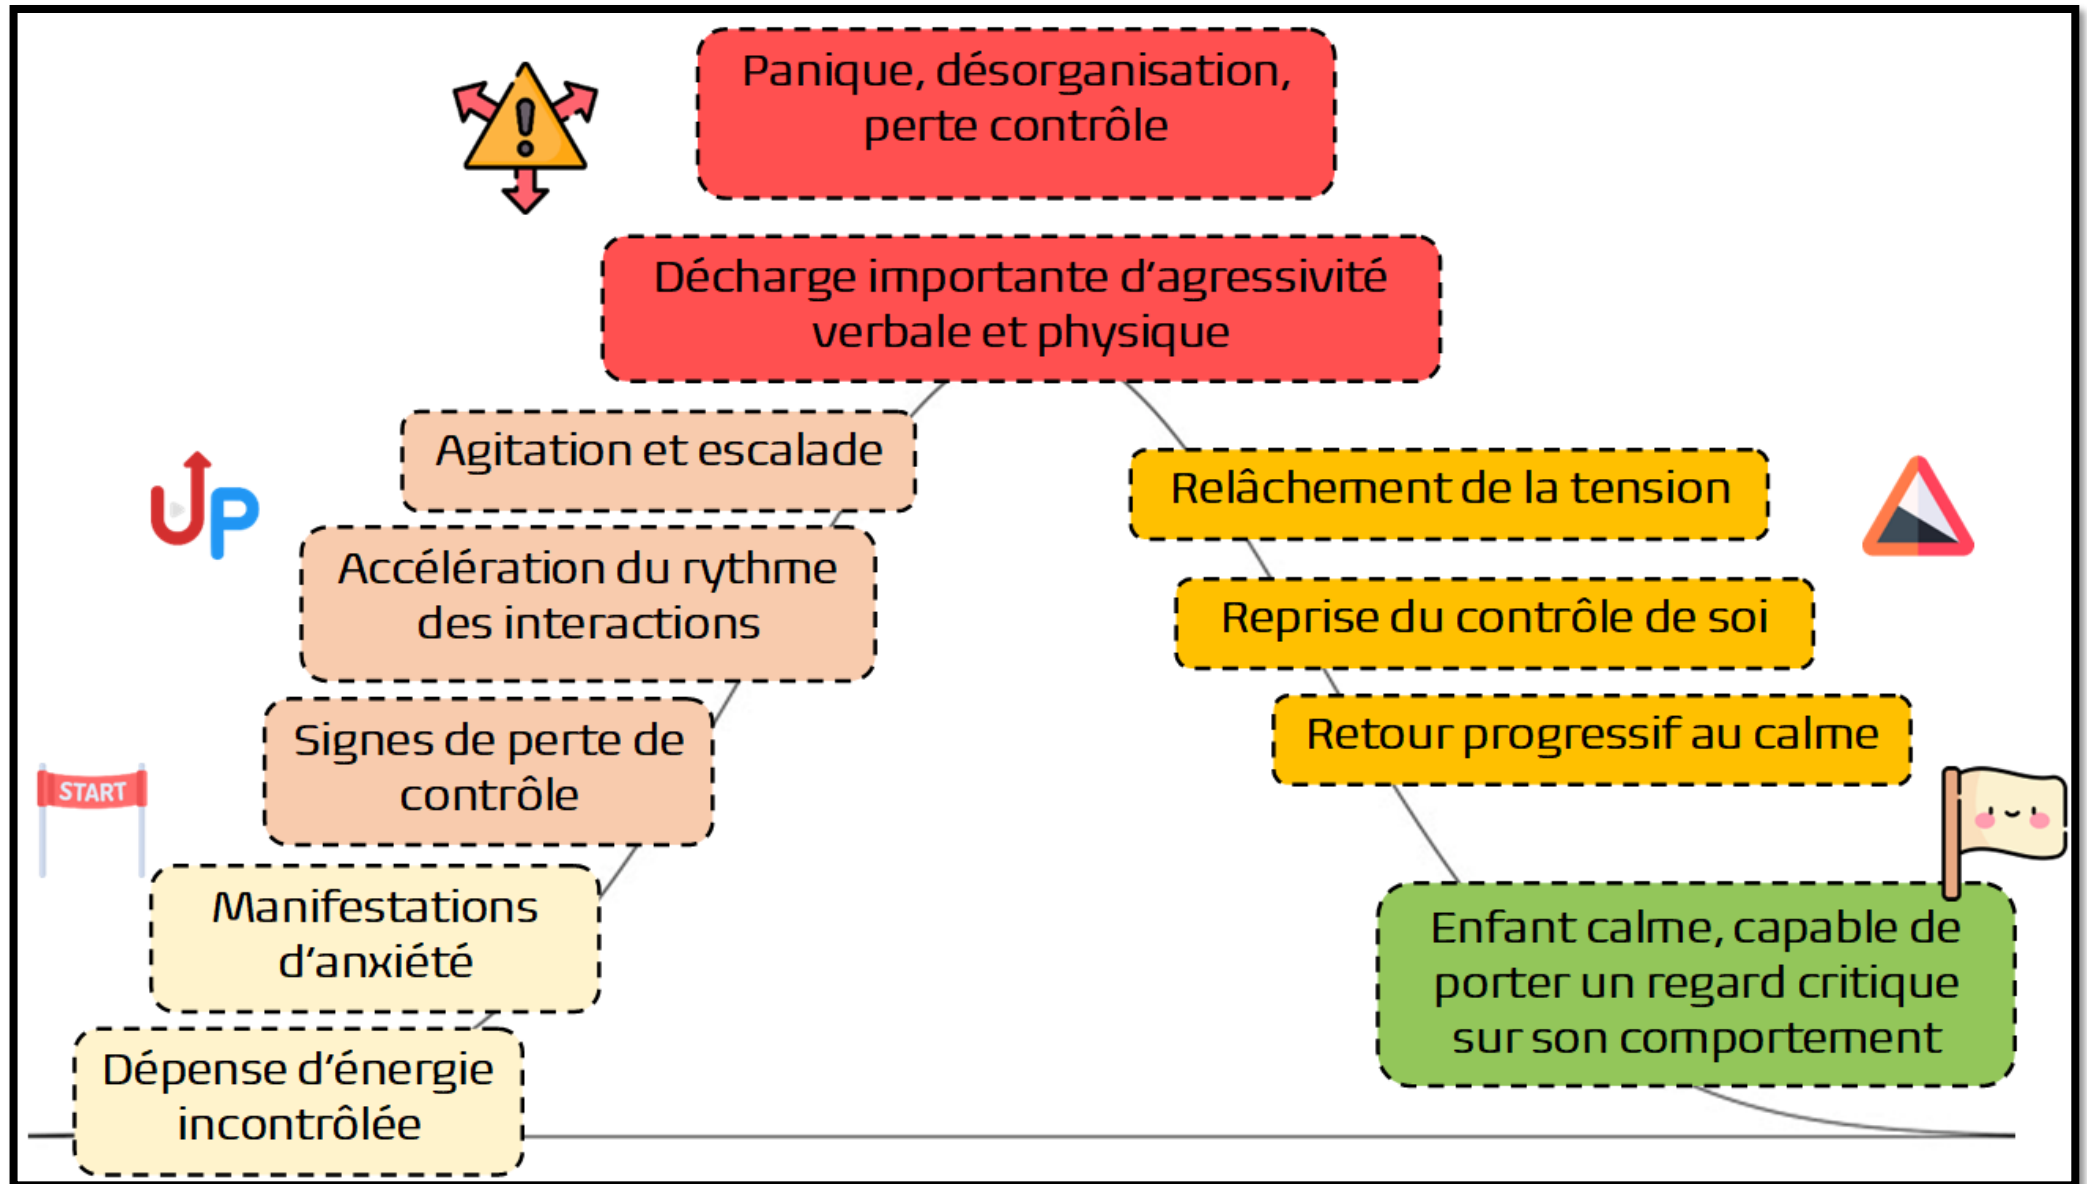 Panique, désorganisation,
perte contrôle
Décharge importante d'agressivité
verbale et physique
Agitation et escalade
UP
Accélération du rythme
des interactions
Signes de perte de
contrôle
START
Manifestations
d'anxiété
Dépense d'énergie
incontrôlée
Relâchement de la tension
Reprise du contrôle de soi
Retour progressif au calme
Enfant calme, capable de
porter un regard critique
sur son comportement